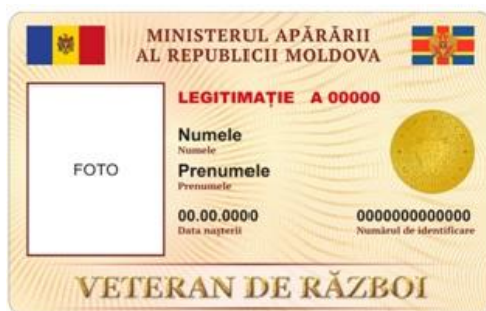 MINISTERUL APĂRĂRII
AL REPUBLICII MOLDOVA
LEGITIMAȚIE A 00000
FOTO
Numele
Numele
Prenumele
Prenumele
00.00.0000
Data nașterii
0000000000000
Numărul de identificare
VETERAN DE RĂZBOI